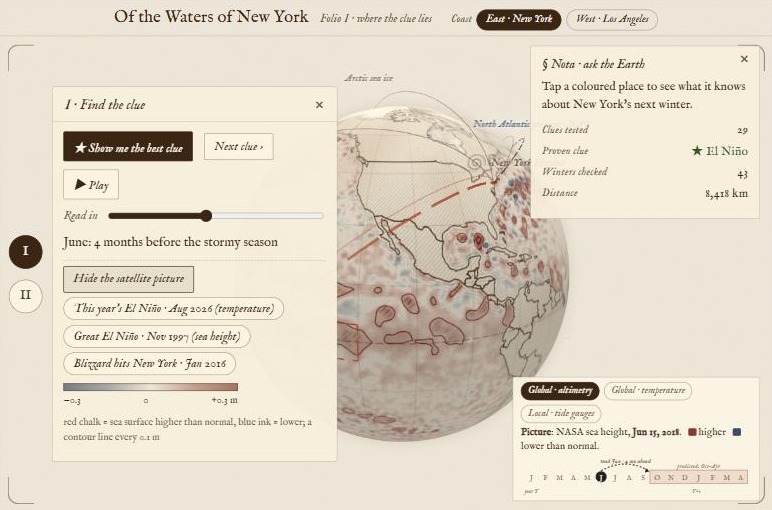 Of the Waters of New York
Folio I · where the clue lies
Coast
East · New York
West · Los Angeles
Arctic sea ice
North Atlantic
New York
I · Find the clue
×
★ Show me the best clue
Next clue ›
▶ Play
Read in
June: 4 months before the stormy season
Hide the satellite picture
This year's El Niño · Aug 2026 (temperature)
Great El Niño · Nov 1997 (sea height)
Blizzard hits New York · Jan 2016
−0.3 0 +0.3 m
red chalk = sea surface higher than normal, blue ink = lower; a
contour line every 0.1 m
I
II
§ Nota · ask the Earth
×
Tap a coloured place to see what it knows
about New York's next winter.
Clues tested 29
Proven clue ★ El Niño
Winters checked 43
Distance 8,418 km
Global · altimetry
Global · temperature
Local · tide gauges
Picture: NASA sea height, Jun 15, 2018. higher
lower than normal.
predicted: Oct–Apr
J F M A M J J A S O N D J F M A
year Y Y+1